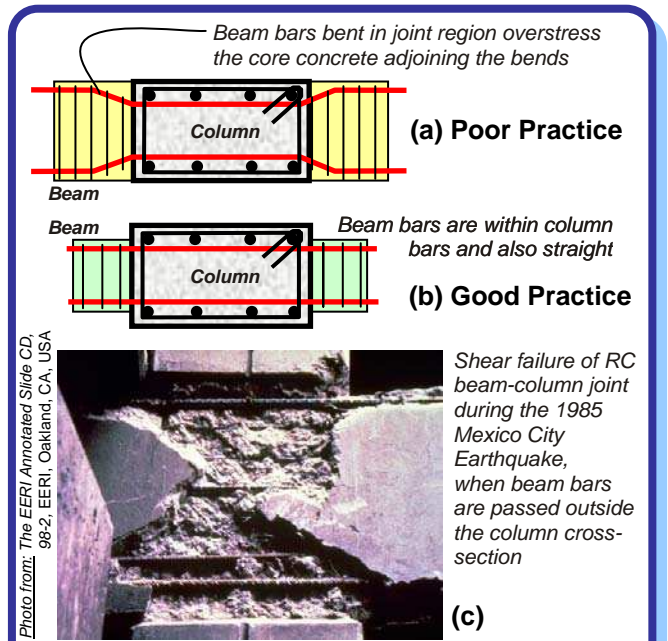 Beam bars bent in joint region overstress
the core concrete adjoining the bends
Column
(a) Poor Practice
Beam
Beam
Beam bars are within column
bars and also straight
Column
(b) Good Practice
Photo from: The EERI Annotated Slide CD,
98-2, EERI, Oakland, CA, USA
Shear failure of RC
beam-column joint
during the 1985
Mexico City
Earthquake,
when beam bars
are passed outside
the column cross-
section
(c)